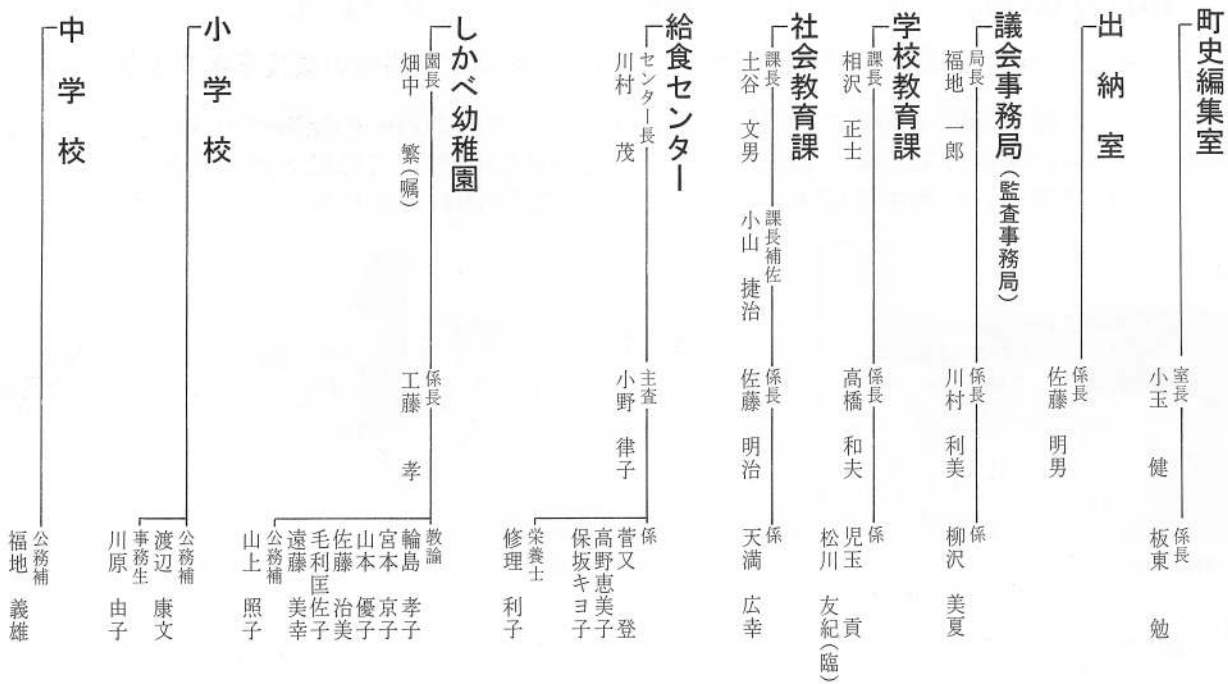 町史編集室
室長
小玉 健
係長
板東 勉
出納室
係長
佐藤 明男
議会事務局(監査事務局)
局長
福地 一郎
係長
川村 利美
係
柳沢 美夏
学校教育課
課長
相沢 正士
係長
高橋 和夫
係
児玉 貢
松川 友紀(臨)
社会教育課
課長
土谷 文男
課長補佐
小山 捷治
係長
佐藤 明治
係
天満 広幸
給食センター
センター長
川村 茂
主査
小野 律子
係
菅又 登
高野恵美子
保坂キヨ子
栄養士
修理 利子
しかべ幼稚園
園長
畑中 繁(嘱)
係長
工藤 孝
教諭
輪島 孝子
宮本 京子
山本 優子
佐藤 治美
毛利匡佐子
遠藤 美幸
公務補
山上 照子
小学校
公務補
渡辺 康文
事務生
川原 由子
中学校
公務補
福地 義雄